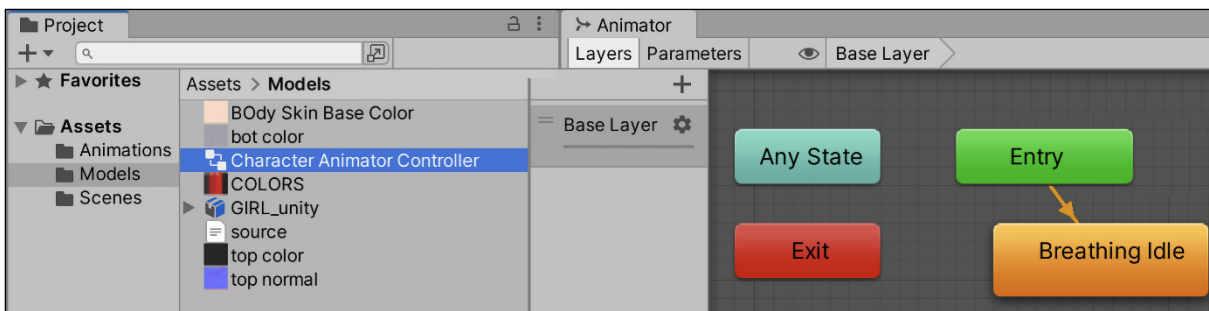 Project
Favorites
Assets
Animations
Models
Scenes
Assets > Models
BOdy Skin Base Color
bot color
Character Animator Controller
COLORS
GIRL_unity
source
top color
top normal
Animator
Layers Parameters Base Layer
Base Layer
Any State
Entry
Exit
Breathing Idle